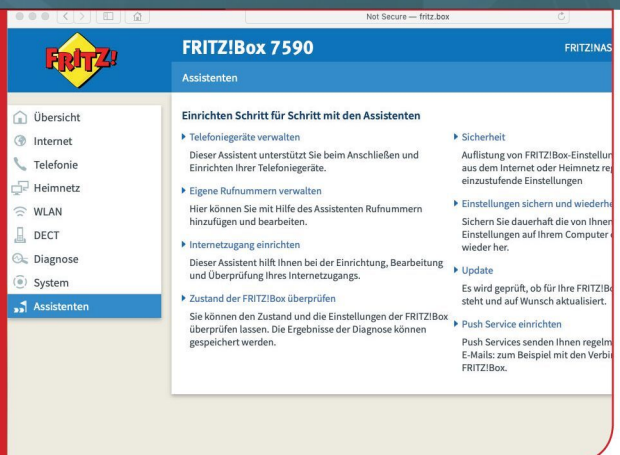 Not Secure — fritz.box
FRITZ!
FRITZ!Box 7590
FRITZ!NAS
Assistenten
Übersicht
Internet
Telefonie
Heimnetz
WLAN
DECT
Diagnose
System
Assistenten
Einrichten Schritt für Schritt mit den Assistenten
Telefoniegeräte verwalten
Dieser Assistent unterstützt Sie beim Anschließen und
Einrichten Ihrer Telefoniegeräte.
Eigene Rufnummern verwalten
Hier können Sie mit Hilfe des Assistenten Rufnummern
hinzufügen und bearbeiten.
Internetzugang einrichten
Dieser Assistent hilft Ihnen bei der Einrichtung, Bearbeitung
und Überprüfung Ihres Internetzugangs.
Zustand der FRITZ!Box überprüfen
Sie können den Zustand und die Einstellungen der FRITZ!Box
überprüfen lassen. Die Ergebnisse der Diagnose können
gespeichert werden.
Sicherheit
Auflistung von FRITZ!Box-Einstellun
aus dem Internet oder Heimnetz reg
einzustufende Einstellungen
Einstellungen sichern und wiederhe
Sichern Sie dauerhaft die von Ihnen
Einstellungen auf Ihrem Computer
wieder her.
Update
Es wird geprüft, ob für Ihre FRITZ!Bo
steht und auf Wunsch aktualisiert.
Push Service einrichten
Push Services senden Ihnen regelm
E-Mails: zum Beispiel mit den Verbin
FRITZ!Box.